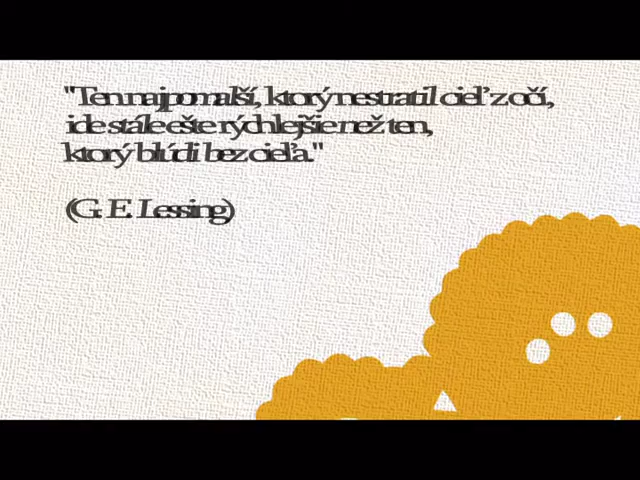 "Ten najpomalší, ktorý nestratil cieľ z očí,
ide stále ešte rýchlejšie než ten,
ktorý blúdi bez cieľa."
(G. E. Lessing)